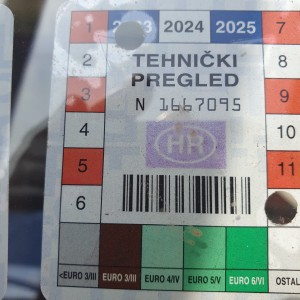 1 2023 2024 2025 7
2 TEHNIČKI 8
3 PREGLED 9
N 1667095
4 10
HR
5 11
6
<EURO 3/III EURO 3/III EURO 4/IV EURO 5/V EURO 6/VI OSTAL